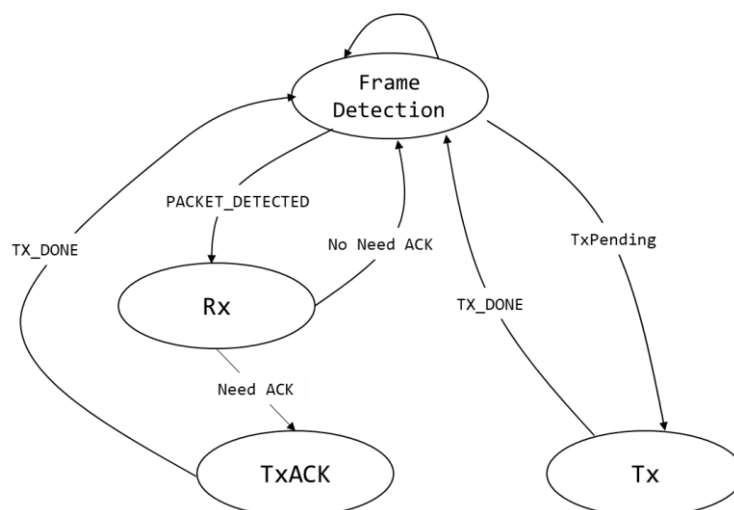 Frame
Detection
PACKET_DETECTED
TX_DONE
No Need ACK
TxPending
Rx
TX_DONE
Need ACK
TxACK
Tx